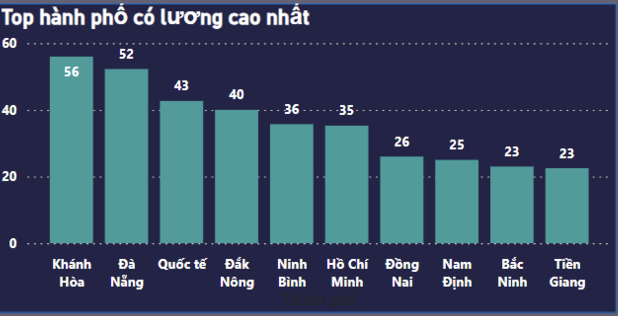 Top hành phố có lương cao nhất
60
40
20
0
56
52
43
40
36
35
26
25
23
23
Khánh Hòa
Đà Nẵng
Quốc tế
Đắk Nông
Ninh Bình
Hồ Chí Minh
Đồng Nai
Nam Định
Bắc Ninh
Tiền Giang